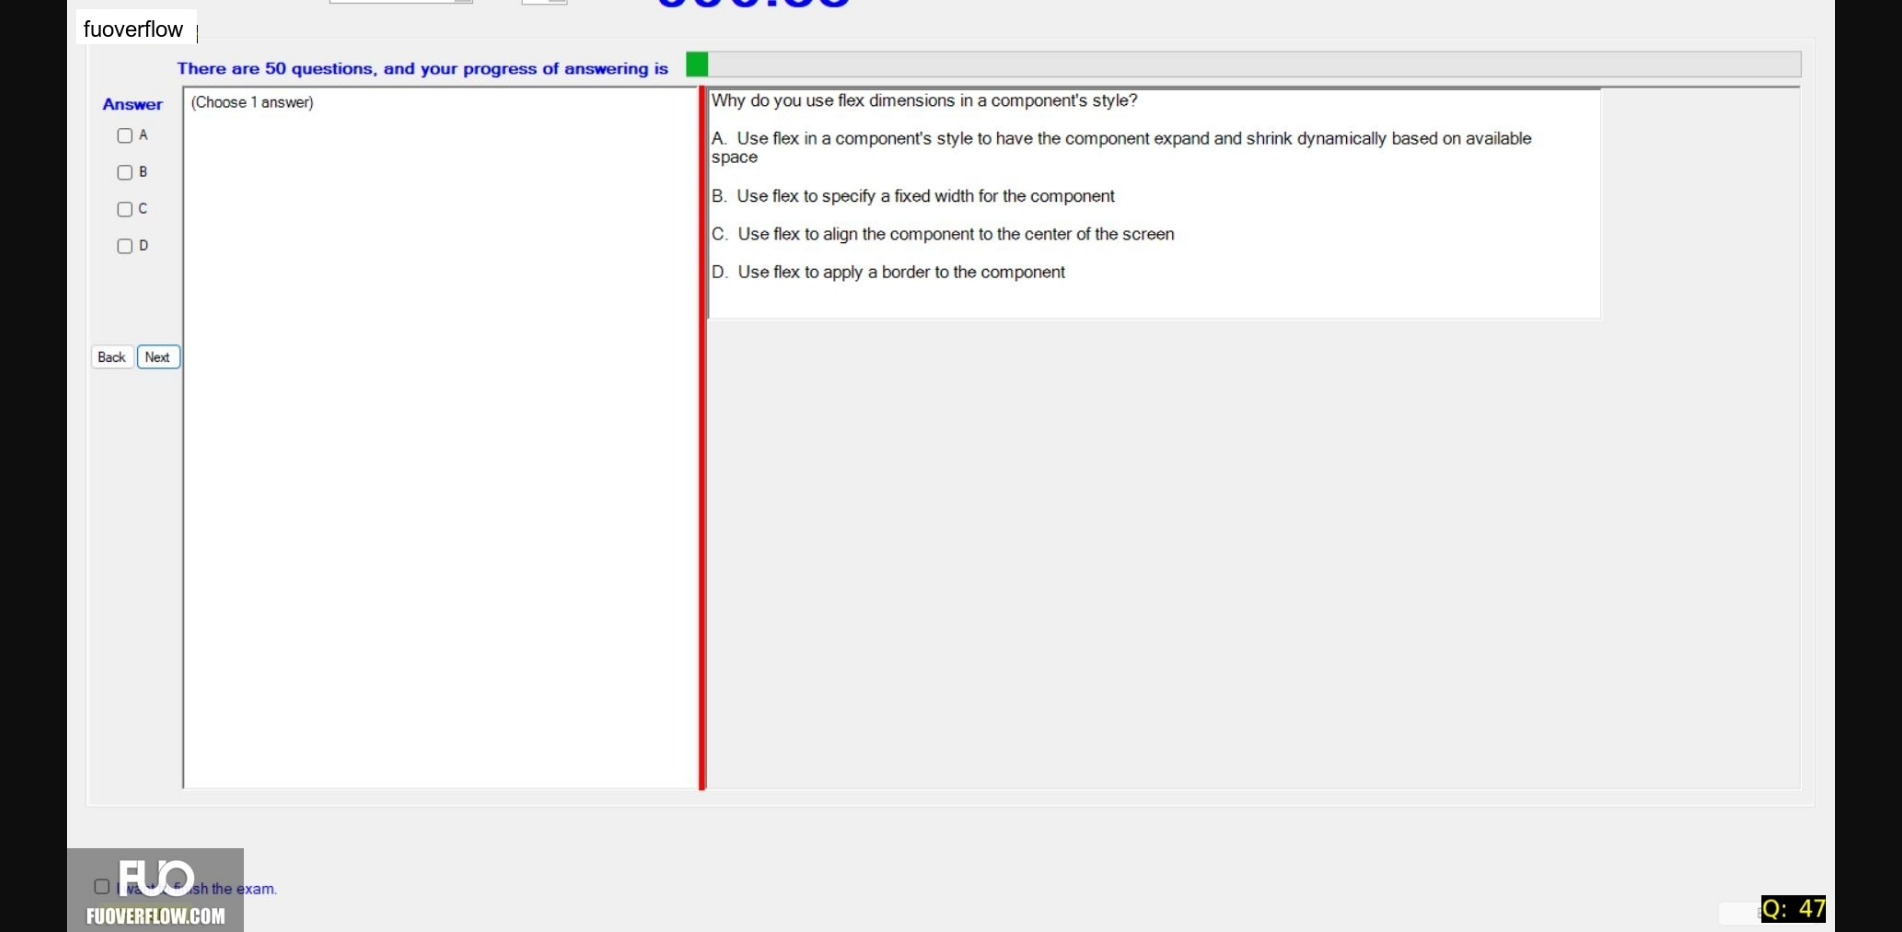 fuoverflow
There are 50 questions, and your progress of answering is
Answer
A
B
C
D
Back Next
(Choose 1 answer)
Why do you use flex dimensions in a component's style?
A. Use flex in a component's style to have the component expand and shrink dynamically based on available
space
B. Use flex to specify a fixed width for the component
C. Use flex to align the component to the center of the screen
D. Use flex to apply a border to the component
FUO
the exam.
FUOVERFLOW.COM
Q: 47